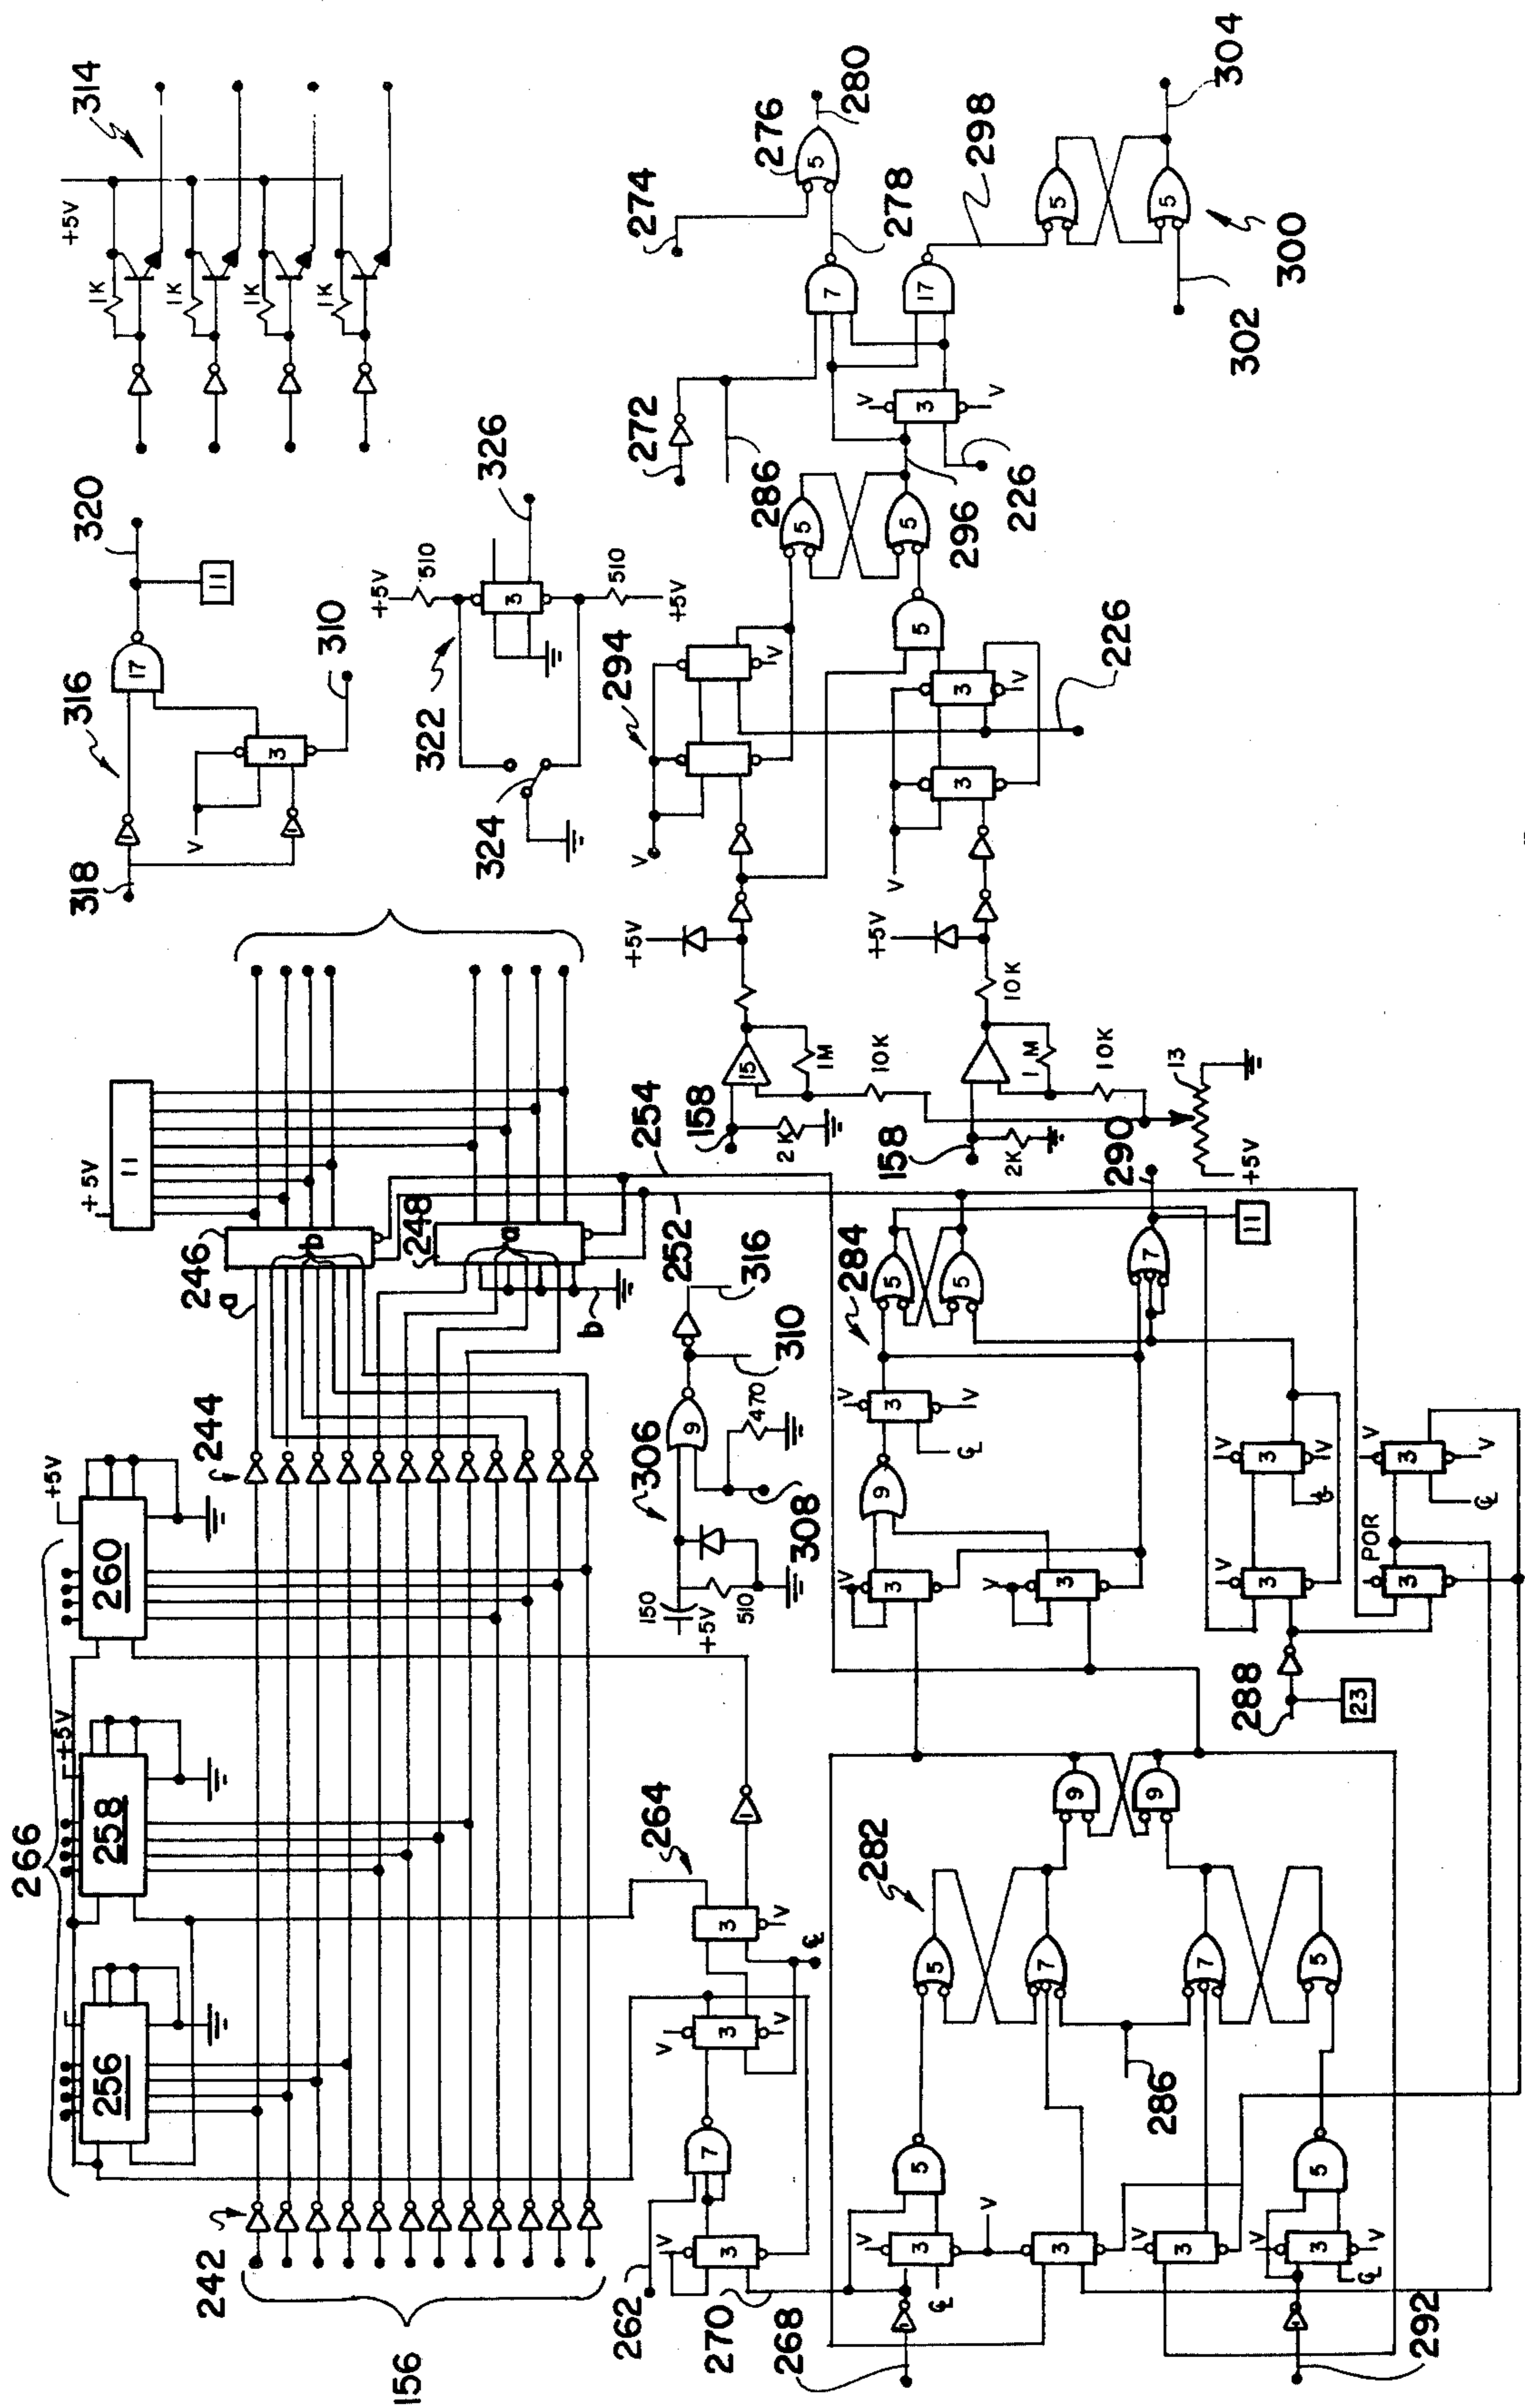 314
+5V
1K
1K
1K
1K
320
11
17
316
318
V
3
310
326
+5V
510
3
510
+5V
322
324
274
276
5
280
278
7
272
286
17
298
V
3
V
226
296
5
5
300
302
304
5
5
294
V
V
5
3
V
3
226
V
+5V
+5V
10K
15
1M
10K
1M
10K
13
+5V
158
2K
158
2K
290
+5V
11
246
a
b
248
a
b
254
252
316
310
306
9
470
308
150
+5V
510
284
5
5
7
11
V
3
V
9
℄
V
3
V
3
V
3
V
℄
V
3
V
3
V
℄
POR
3
288
23
244
+5V
260
266
+5V
258
256
242
156
264
1
3
V
℄
V
3
V
7
V
3
262
270
268
282
9
9
5
7
7
5
286
5
5
V
3
℄
V
3
V
3
V
3
V
℄
292